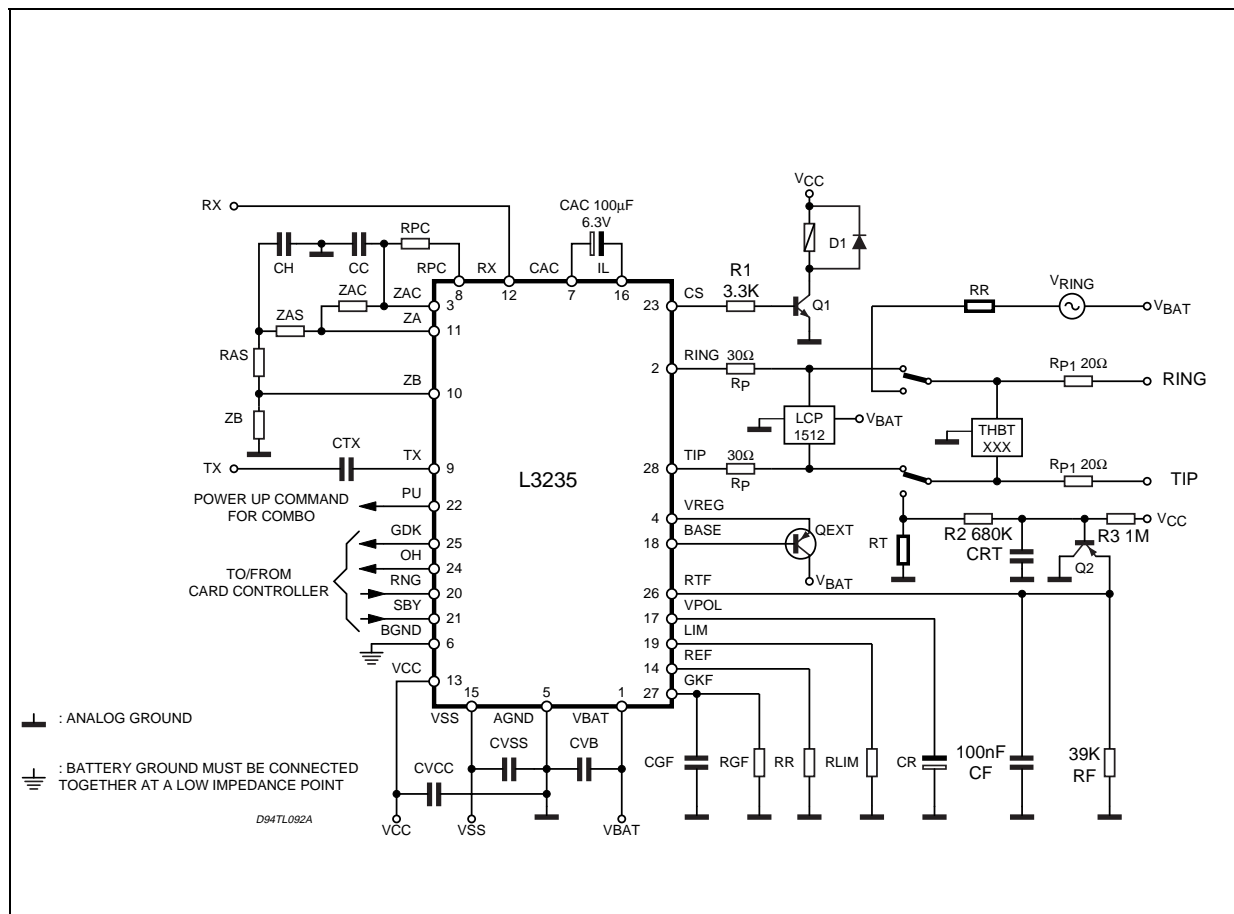 VCC
RX
CAC 100µF
6.3V
RPC
D1
CH
CC
RPC
RX
CAC
IL
R1
3.3K
RR
VRING
VBAT
8
12
7
16
ZAC
ZAC
3
23
CS
Q1
ZAS
ZA
11
RING
30Ω
RP1 20Ω
RING
RAS
2
RP
ZB
10
LCP
1512
VBAT
THBT
XXX
ZB
CTX
TX
TX
9
L3235
28
TIP
30Ω
RP
RP1 20Ω
TIP
POWER UP COMMAND
FOR COMBO
PU
22
4
VREG
QEXT
VCC
GDK
25
18
BASE
RT
R2 680K
CRT
R3 1M
Q2
OH
24
VBAT
TO/FROM
CARD CONTROLLER
RNG
20
26
RTF
SBY
21
17
VPOL
BGND
6
19
LIM
VCC
13
14
REF
15
5
1
27
GKF
VSS
AGND
VBAT
: ANALOG GROUND
CVSS
CVB
CGF
RGF
RR
RLIM
CR
100nF
CF
39K
RF
: BATTERY GROUND MUST BE CONNECTED
TOGETHER AT A LOW IMPEDANCE POINT
CVCC
D94TL092A
VCC
VSS
VBAT